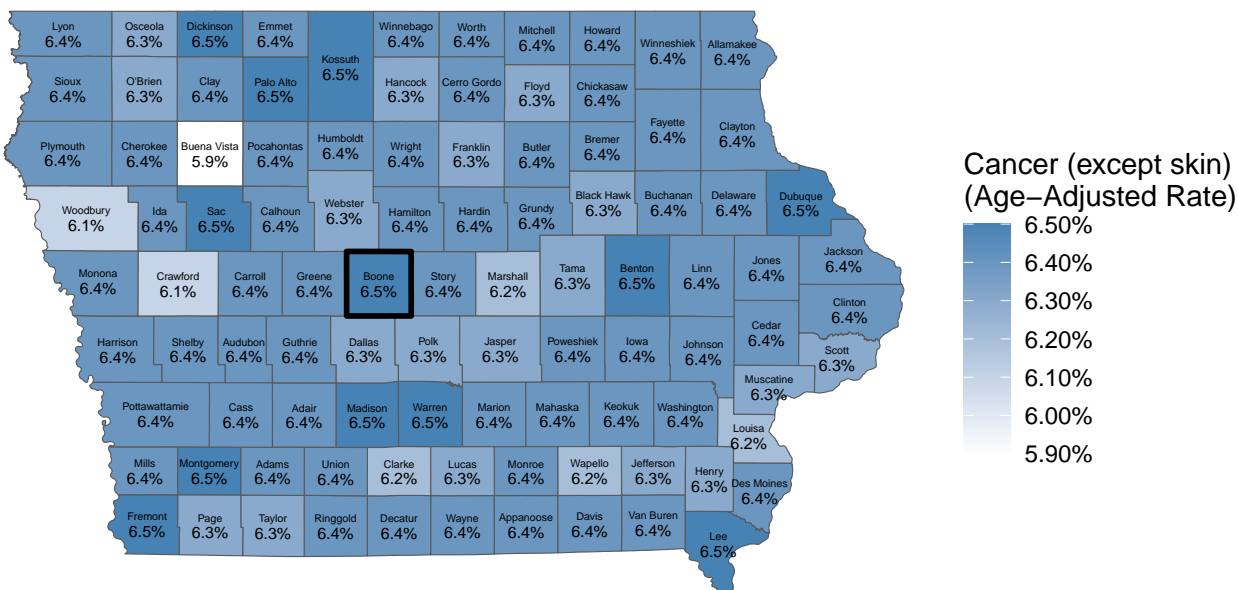 Lyon
6.4%
Osceola
6.3%
Dickinson
6.5%
Emmet
6.4%
Kossuth
6.5%
Winnebago
6.4%
Worth
6.4%
Mitchell
6.4%
Howard
6.4%
Winneshiek
6.4%
Allamakee
6.4%
Sioux
6.4%
O'Brien
6.3%
Clay
6.4%
Palo Alto
6.5%
Hancock
6.3%
Cerro Gordo
6.4%
Floyd
6.3%
Chickasaw
6.4%
Fayette
6.4%
Clayton
6.4%
Plymouth
6.4%
Cherokee
6.4%
Buena Vista
5.9%
Pocahontas
6.4%
Humboldt
6.4%
Wright
6.4%
Franklin
6.3%
Butler
6.4%
Bremer
6.4%
Woodbury
6.1%
Ida
6.4%
Sac
6.5%
Calhoun
6.4%
Webster
6.3%
Hamilton
6.4%
Hardin
6.4%
Grundy
6.4%
Black Hawk
6.3%
Buchanan
6.4%
Delaware
6.4%
Dubuque
6.5%
Monona
6.4%
Crawford
6.1%
Carroll
6.4%
Greene
6.4%
Boone
6.5%
Story
6.4%
Marshall
6.2%
Tama
6.3%
Benton
6.5%
Linn
6.4%
Jones
6.4%
Jackson
6.4%
Clinton
6.4%
Cedar
6.4%
Scott
6.3%
Harrison
6.4%
Shelby
6.4%
Audubon
6.4%
Guthrie
6.4%
Dallas
6.3%
Polk
6.3%
Jasper
6.3%
Poweshiek
6.4%
Iowa
6.4%
Johnson
6.4%
Muscatine
6.3%
Pottawattamie
6.4%
Cass
6.4%
Adair
6.4%
Madison
6.5%
Warren
6.5%
Marion
6.4%
Mahaska
6.4%
Keokuk
6.4%
Washington
6.4%
Louisa
6.2%
Mills
6.4%
Montgomery
6.5%
Adams
6.4%
Union
6.4%
Clarke
6.2%
Lucas
6.3%
Monroe
6.4%
Wapello
6.2%
Jefferson
6.3%
Henry
6.3%
Des Moines
6.4%
Fremont
6.5%
Page
6.3%
Taylor
6.3%
Ringgold
6.4%
Decatur
6.4%
Wayne
6.4%
Appanoose
6.4%
Davis
6.4%
Van Buren
6.4%
Lee
6.5%
Cancer (except skin)
(Age−Adjusted Rate)
6.50%
6.40%
6.30%
6.20%
6.10%
6.00%
5.90%